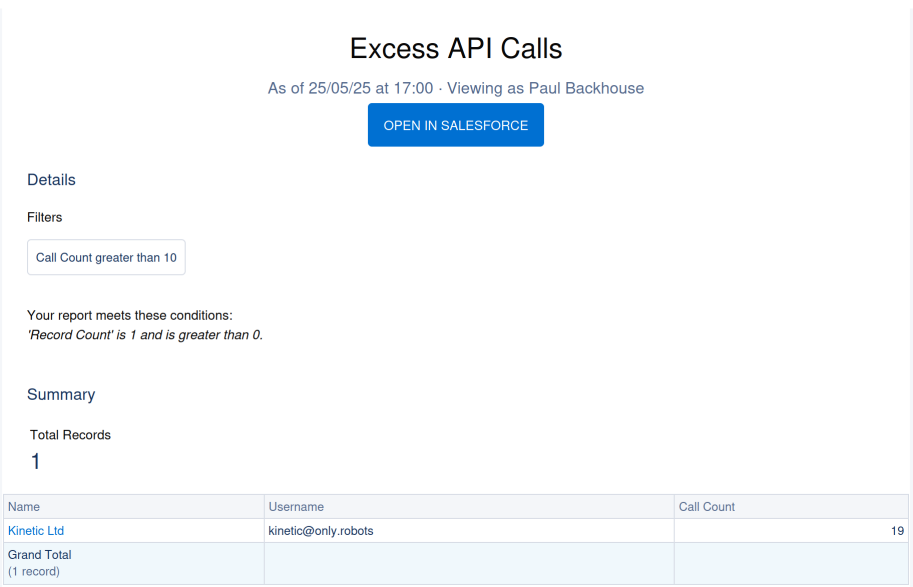 Excess API Calls
As of 25/05/25 at 17:00 · Viewing as Paul Backhouse
OPEN IN SALESFORCE
Details
Filters
Call Count greater than 10
Your report meets these conditions:
'Record Count' is 1 and is greater than 0.
Summary
Total Records
1
Name Username Call Count
Kinetic Ltd kinetic@only.robots 19
Grand Total
(1 record)